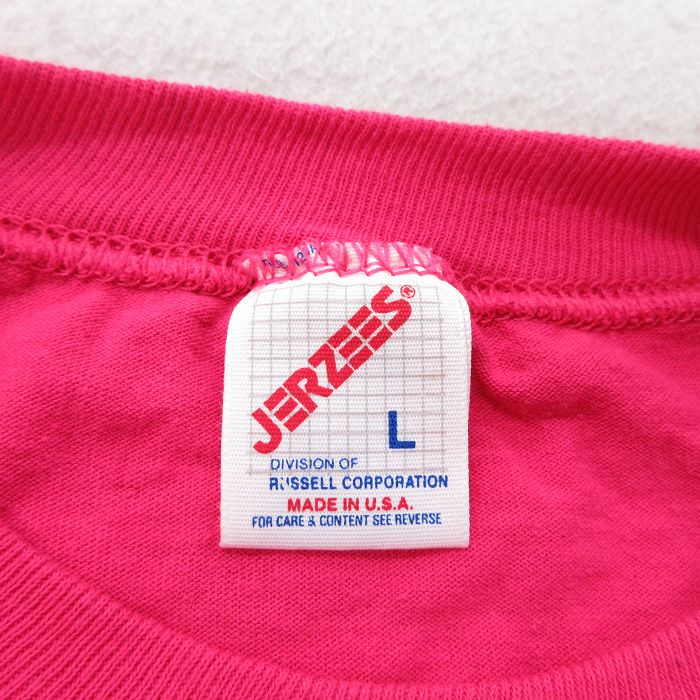 JERZEES®
L
DIVISION OF
RUSSELL CORPORATION
MADE IN U.S.A.
FOR CARE & CONTENT SEE REVERSE